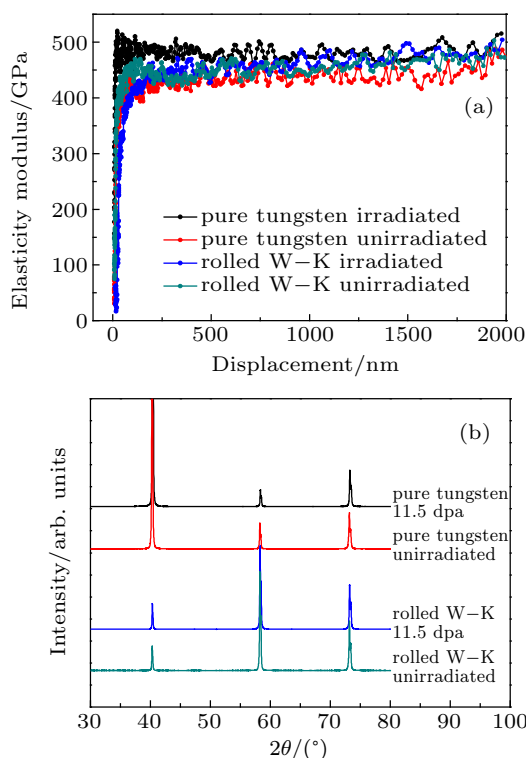 500
400
300
200
100
0
Elasticity modulus/GPa
(a)
pure tungsten irradiated
pure tungsten unirradiated
rolled W−K irradiated
rolled W−K unirradiated
0 500 1000 1500 2000
Displacement/nm
(b)
Intensity/arb. units
pure tungsten
11.5 dpa
pure tungsten
unirradiated
rolled W−K
11.5 dpa
rolled W−K
unirradiated
30 40 50 60 70 80 90 100
2θ/(°)